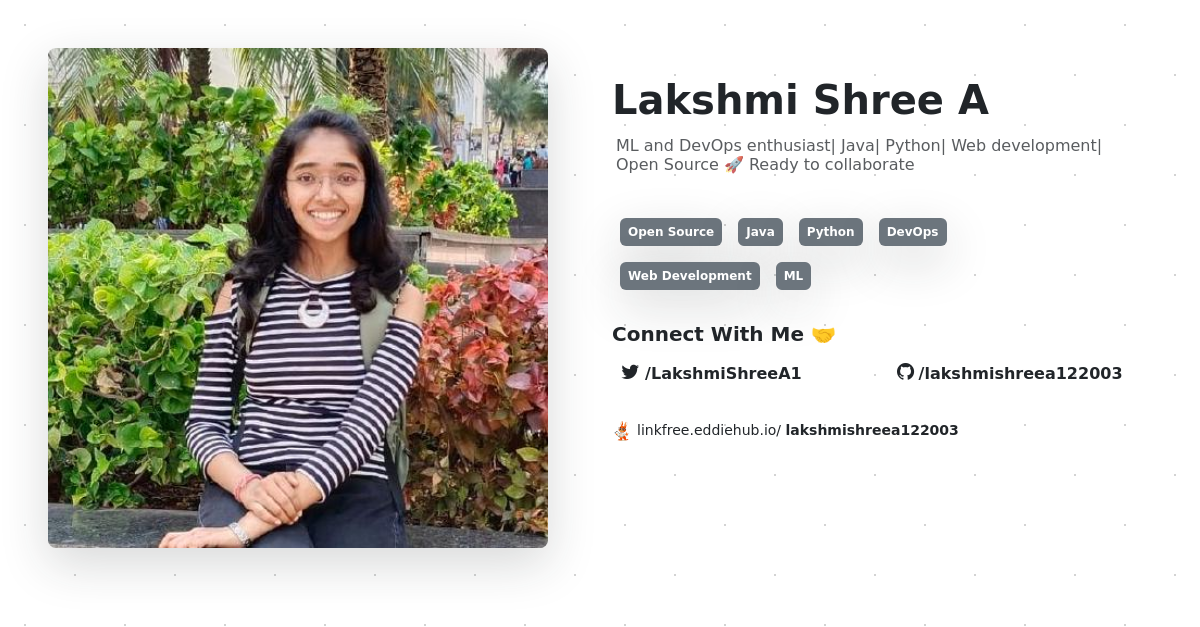 Lakshmi Shree A
ML and DevOps enthusiast| Java| Python| Web development|
Open Source 🚀 Ready to collaborate
Open Source Java Python DevOps
Web Development ML
Connect With Me 🤝
/LakshmiShreeA1 /lakshmishreea122003
linkfree.eddiehub.io/ lakshmishreea122003